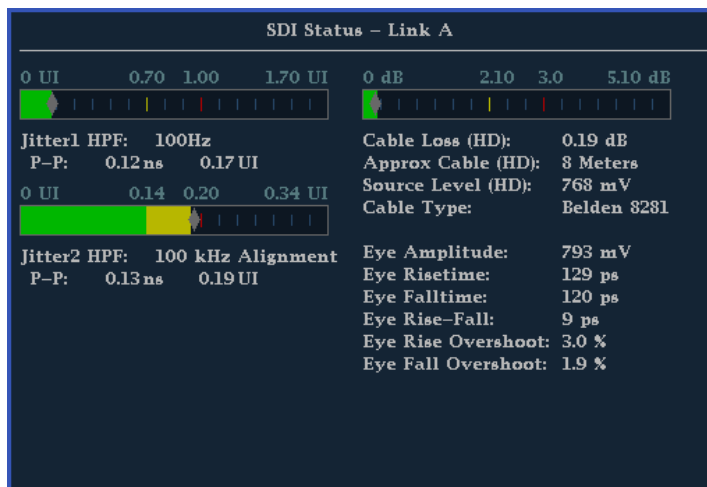 SDI Status – Link A
0 UI 0.70 1.00 1.70 UI
Jitter1 HPF: 100Hz
P–P: 0.12 ns 0.17 UI
0 UI 0.14 0.20 0.34 UI
Jitter2 HPF: 100 kHz Alignment
P–P: 0.13 ns 0.19 UI
0 dB 2.10 3.0 5.10 dB
Cable Loss (HD): 0.19 dB
Approx Cable (HD): 8 Meters
Source Level (HD): 768 mV
Cable Type: Belden 8281
Eye Amplitude: 793 mV
Eye Risetime: 129 ps
Eye Falltime: 120 ps
Eye Rise–Fall: 9 ps
Eye Rise Overshoot: 3.0 %
Eye Fall Overshoot: 1.9 %